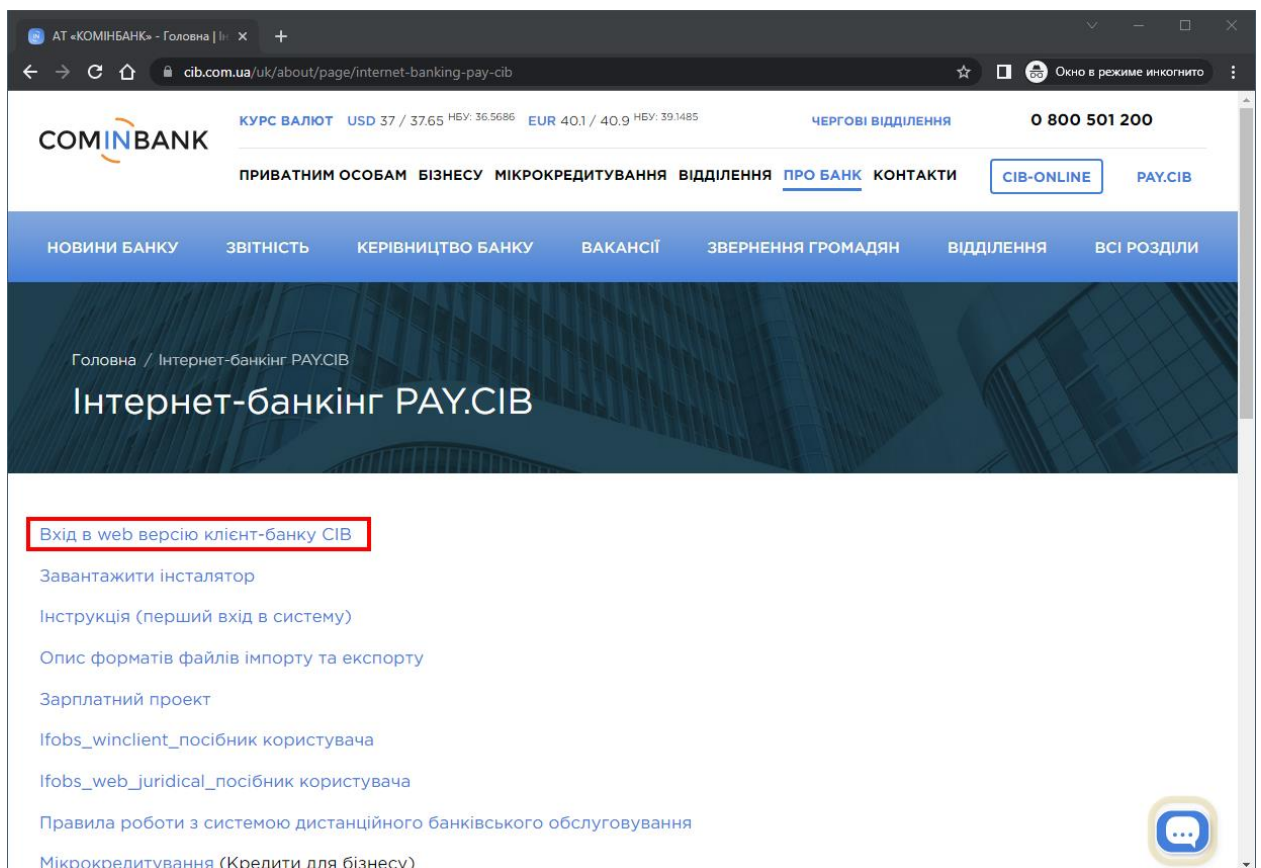 АТ «КОМІНБАНК» - Головна | Ін
cib.com.ua/uk/about/page/internet-banking-pay-cib
Окно в режиме инкогнито
COMINBANK
КУРС ВАЛЮТ USD 37 / 37.65 НБУ: 36.5686 EUR 40.1 / 40.9 НБУ: 39.1485
ЧЕРГОВІ ВІДДІЛЕННЯ
0 800 501 200
ПРИВАТНИМ ОСОБАМ БІЗНЕСУ МІКРОКРЕДИТУВАННЯ ВІДДІЛЕННЯ ПРО БАНК КОНТАКТИ
CIB-ONLINE
PAY.CIB
НОВИНИ БАНКУ ЗВІТНІСТЬ КЕРІВНИЦТВО БАНКУ ВАКАНСІЇ ЗВЕРНЕННЯ ГРОМАДЯН ВІДДІЛЕННЯ ВСІ РОЗДІЛИ
Головна / Інтернет-банкінг PAY.CIB
Інтернет-банкінг PAY.CIB
Вхід в web версію клієнт-банку CIB
Завантажити інсталятор
Інструкція (перший вхід в систему)
Опис форматів файлів імпорту та експорту
Зарплатний проект
Ifobs_winclient_посібник користувача
Ifobs_web_juridical_посібник користувача
Правила роботи з системою дистанційного банківського обслуговування
Мікрокредитування (Кредити для бізнесу)